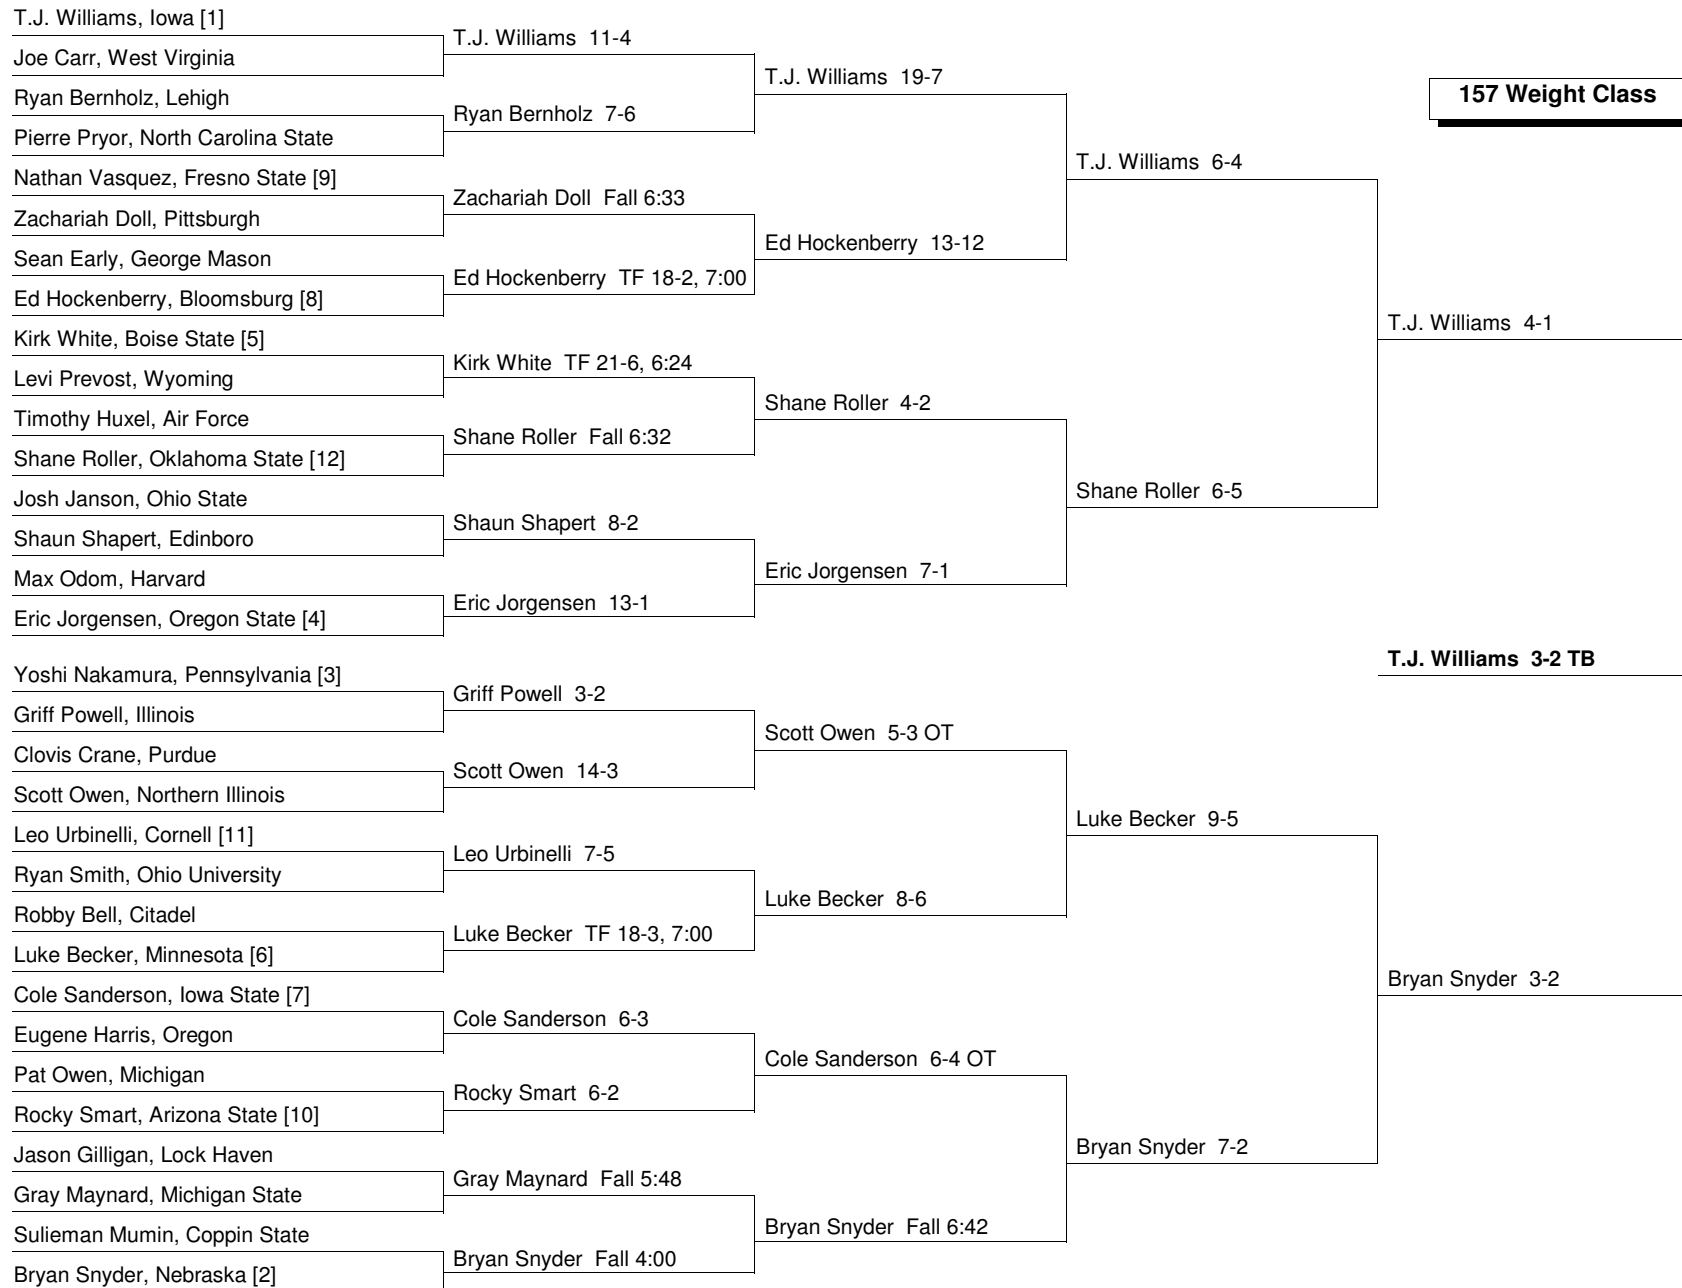 T.J. Williams, Iowa [1]
Joe Carr, West Virginia
Ryan Bernholz, Lehigh
Pierre Pryor, North Carolina State
Nathan Vasquez, Fresno State [9]
Zachariah Doll, Pittsburgh
Sean Early, George Mason
Ed Hockenberry, Bloomsburg [8]
Kirk White, Boise State [5]
Levi Prevost, Wyoming
Timothy Huxel, Air Force
Shane Roller, Oklahoma State [12]
Josh Janson, Ohio State
Shaun Shapert, Edinboro
Max Odom, Harvard
Eric Jorgensen, Oregon State [4]
Yoshi Nakamura, Pennsylvania [3]
Griff Powell, Illinois
Clovis Crane, Purdue
Scott Owen, Northern Illinois
Leo Urbinelli, Cornell [11]
Ryan Smith, Ohio University
Robby Bell, Citadel
Luke Becker, Minnesota [6]
Cole Sanderson, Iowa State [7]
Eugene Harris, Oregon
Pat Owen, Michigan
Rocky Smart, Arizona State [10]
Jason Gilligan, Lock Haven
Gray Maynard, Michigan State
Sulieman Mumin, Coppin State
Bryan Snyder, Nebraska [2]
T.J. Williams 11-4
Ryan Bernholz 7-6
Zachariah Doll Fall 6:33
Ed Hockenberry TF 18-2, 7:00
Kirk White TF 21-6, 6:24
Shane Roller Fall 6:32
Shaun Shapert 8-2
Eric Jorgensen 13-1
Griff Powell 3-2
Scott Owen 14-3
Leo Urbinelli 7-5
Luke Becker TF 18-3, 7:00
Cole Sanderson 6-3
Rocky Smart 6-2
Gray Maynard Fall 5:48
Bryan Snyder Fall 4:00
T.J. Williams 19-7
Ed Hockenberry 13-12
Shane Roller 4-2
Eric Jorgensen 7-1
Scott Owen 5-3 OT
Luke Becker 8-6
Cole Sanderson 6-4 OT
Bryan Snyder Fall 6:42
T.J. Williams 6-4
Shane Roller 6-5
Luke Becker 9-5
Bryan Snyder 7-2
157 Weight Class
T.J. Williams 4-1
T.J. Williams 3-2 TB
Bryan Snyder 3-2